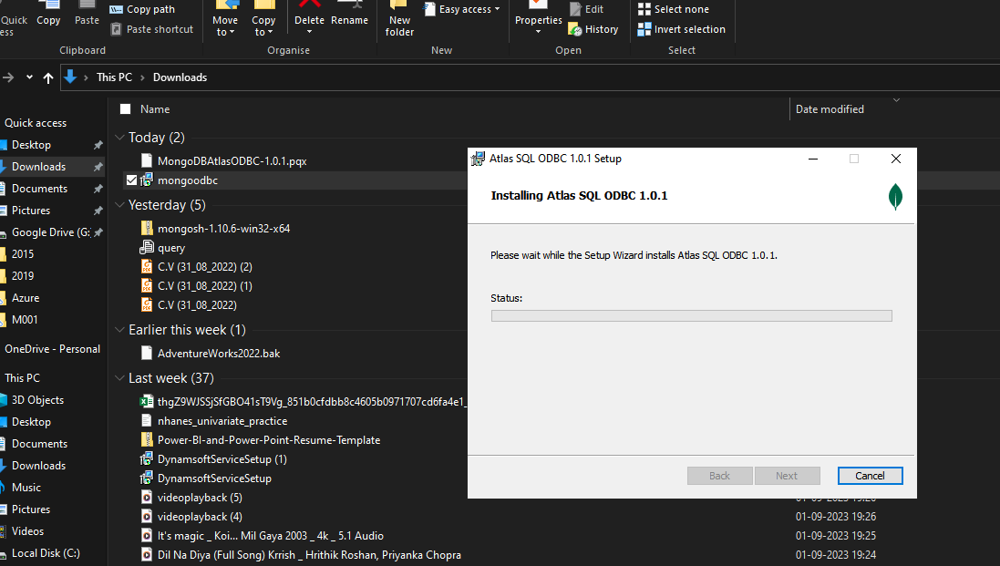 Quick
ess
Copy
Paste
Copy path
Paste shortcut
Clipboard
Move
to
Copy
to
Delete
Rename
Organise
New
folder
Easy access
New
Properties
Edit
History
Open
Select none
Invert selection
Select
This PC > Downloads
Name
Date modified
Quick access
Desktop
Downloads
Documents
Pictures
Google Drive (G:
2015
2019
Azure
M001
OneDrive - Personal
This PC
3D Objects
Desktop
Documents
Downloads
Music
Pictures
Videos
Local Disk (C:)
Today (2)
MongoDBAtlasODBC-1.0.1.pqx
mongoodbc
Yesterday (5)
mongosh-1.10.6-win32-x64
query
C.V (31_08_2022) (2)
C.V (31_08_2022) (1)
C.V (31_08_2022)
Earlier this week (1)
AdventureWorks2022.bak
Last week (37)
thgZ9WJSSjSfGBO41sT9Vg_851b0cfdbb8c4605b0971707cd6fa4e1_
nhanes_univariate_practice
Power-BI-and-Power-Point-Resume-Template
DynamsoftServiceSetup (1)
DynamsoftServiceSetup
videoplayback (5)
videoplayback (4)
01-09-2023 19:26
It's magic _ Koi... Mil Gaya 2003 _ 4k _ 5.1 Audio
01-09-2023 19:25
Dil Na Diya (Full Song) Krrish _ Hrithik Roshan, Priyanka Chopra
01-09-2023 19:24
Atlas SQL ODBC 1.0.1 Setup
Installing Atlas SQL ODBC 1.0.1
Please wait while the Setup Wizard installs Atlas SQL ODBC 1.0.1.
Status:
Back
Next
Cancel